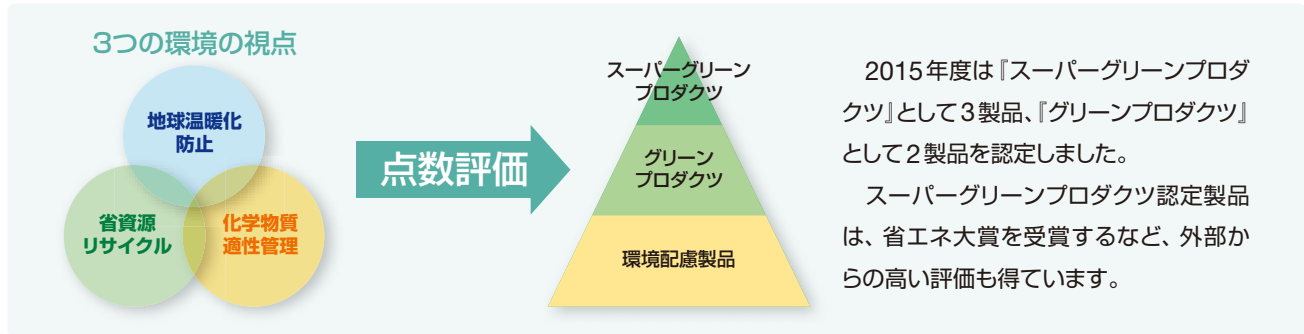 3つの環境の視点
地球温暖化
防止
省資源
リサイクル
化学物質
適性管理
点数評価
スーパーグリーン
プロダクツ
グリーン
プロダクツ
環境配慮製品
2015年度は『スーパーグリーンプロダ
クツ』として3製品、『グリーンプロダクツ』
として2製品を認定しました。
スーパーグリーンプロダクツ認定製品
は、省エネ大賞を受賞するなど、外部か
らの高い評価も得ています。